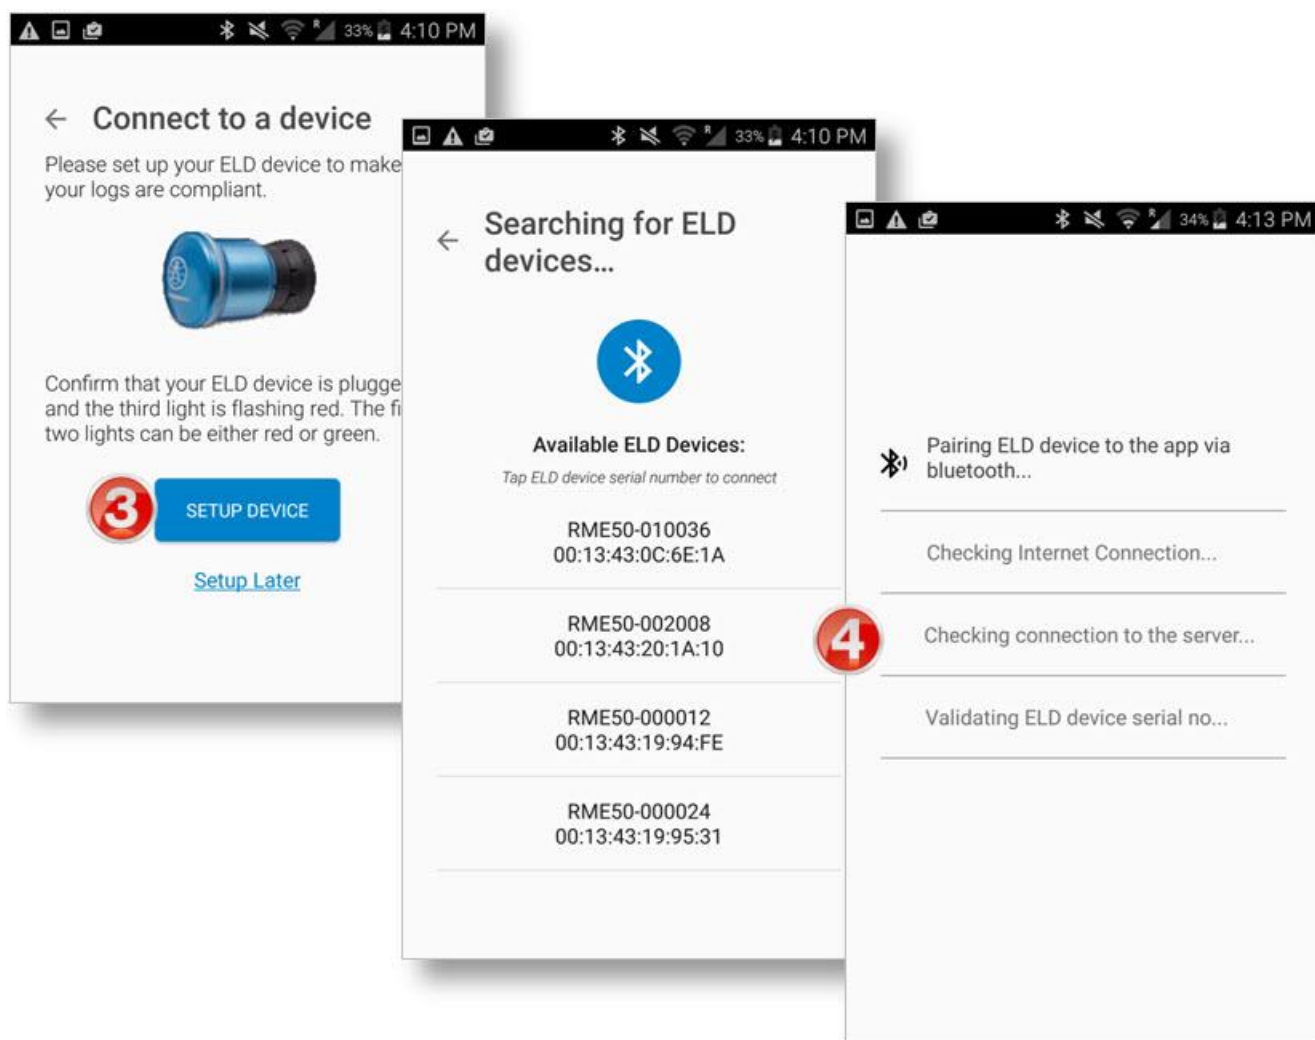 33% 4:10 PM
Connect to a device
Please set up your ELD device to make
your logs are compliant.
Confirm that your ELD device is plugge
and the third light is flashing red. The fi
two lights can be either red or green.
3
SETUP DEVICE
Setup Later
R 33% 4:10 PM
Searching for ELD
devices...
Available ELD Devices:
Tap ELD device serial number to connect
RME50-010036
00:13:43:0C:6E:1A
RME50-002008
00:13:43:20:1A:10
RME50-000012
00:13:43:19:94:FE
RME50-000024
00:13:43:19:95:31
R 34% 4:13 PM
Pairing ELD device to the app via
bluetooth...
Checking Internet Connection...
4
Checking connection to the server...
Validating ELD device serial no...